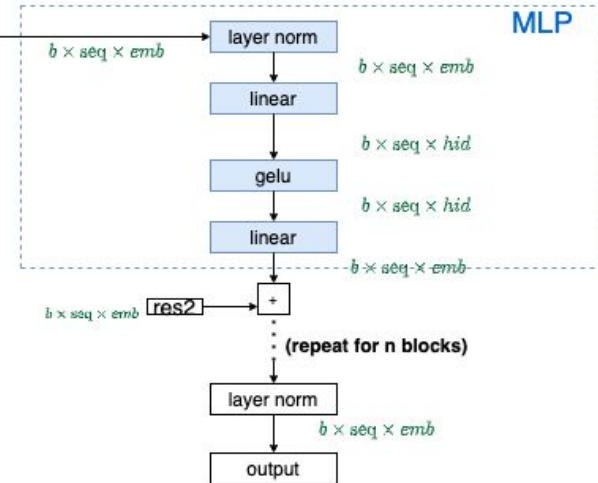 MLP
b × seq × emb
layer norm
b × seq × emb
linear
b × seq × hid
gelu
b × seq × hid
linear
b × seq × emb
b × seq × emb
res2
+
(repeat for n blocks)
layer norm
b × seq × emb
output